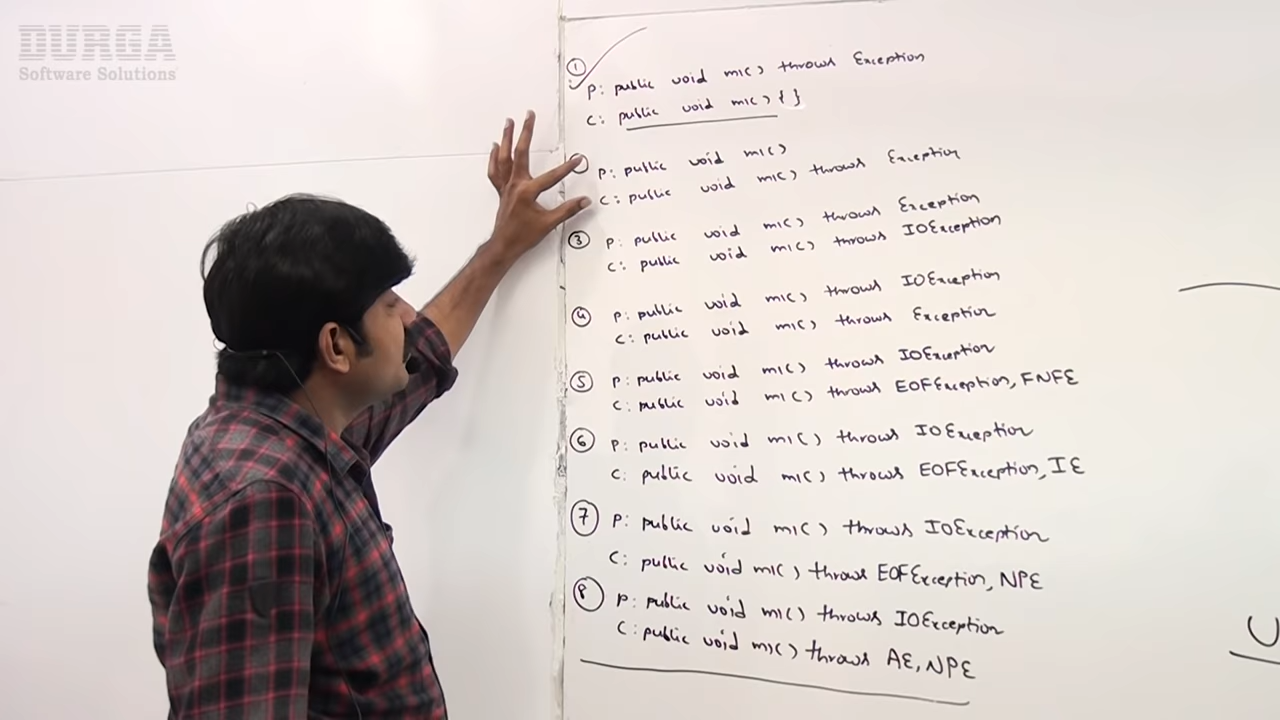 DURGA
Software Solutions
① P: public void m1() throws Exception
C: public void m1() { }
P: public void m1()
C: public void m1() throws Exception
③ P: public void m1() throws Exception
C: public void m1() throws IOException
④ P: public void m1() throws IOException
C: public void m1() throws Exception
⑤ P: public void m1() throws IOException
C: public void m1() throws EOFException, FNFE
⑥ P: public void m1() throws IOException
C: public void m1() throws EOFException, IE
⑦ P: public void m1() throws IOException
C: public void m1() throws EOFException, NPE
⑧ P: public void m1() throws IOException
C: public void m1() throws AE, NPE